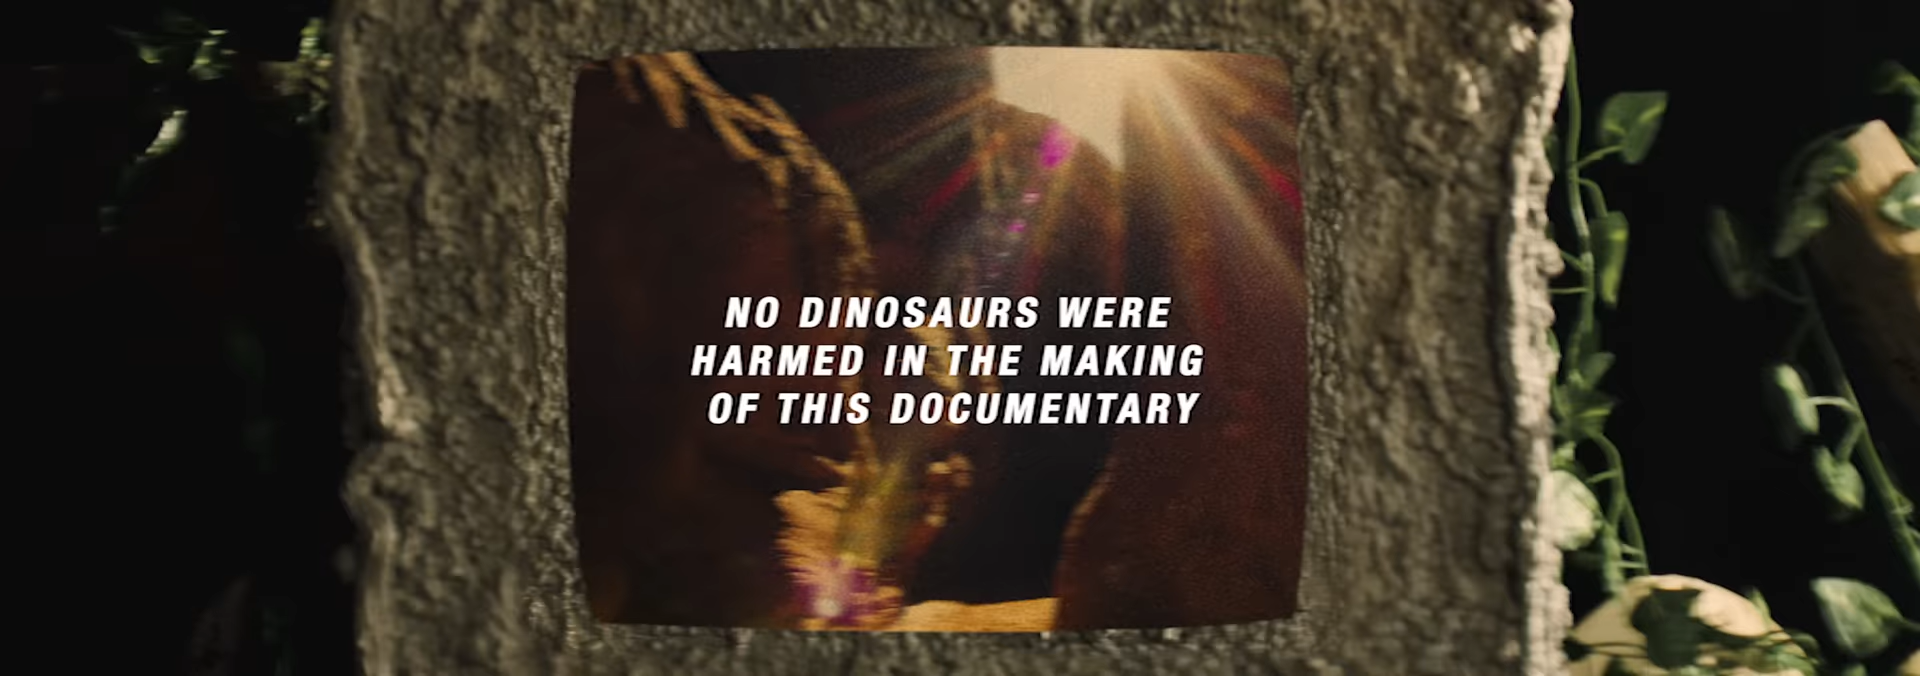 NO DINOSAURS WERE
HARMED IN THE MAKING
OF THIS DOCUMENTARY